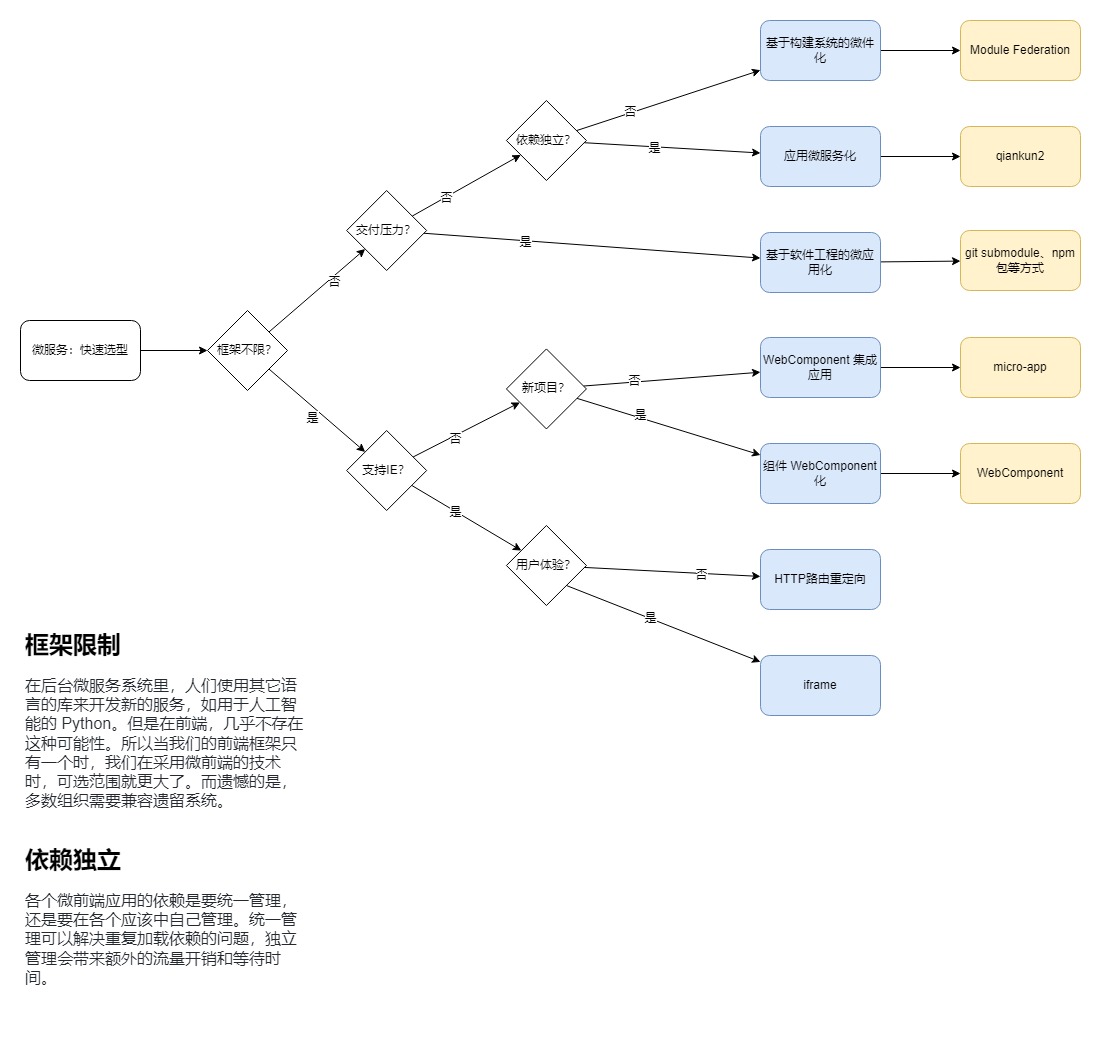 微服务：快速选型
框架不限？
否
是
交付压力？
否
是
依赖独立？
否
是
基于构建系统的微件
化
Module Federation
应用微服务化
qiankun2
基于软件工程的微应
用化
git submodule、npm
包等方式
支持IE？
否
是
新项目？
否
是
WebComponent 集成
应用
micro-app
组件 WebComponent
化
WebComponent
用户体验？
否
是
HTTP路由重定向
iframe
框架限制
在后台微服务系统里，人们使用其它语
言的库来开发新的服务，如用于人工智
能的 Python。但是在前端，几乎不存在
这种可能性。所以当我们的前端框架只
有一个时，我们在采用微前端的技术
时，可选范围就更大了。而遗憾的是，
多数组织需要兼容遗留系统。
依赖独立
各个微前端应用的依赖是要统一管理，
还是要在各个应该中自己管理。统一管
理可以解决重复加载依赖的问题，独立
管理会带来额外的流量开销和等待时
间。